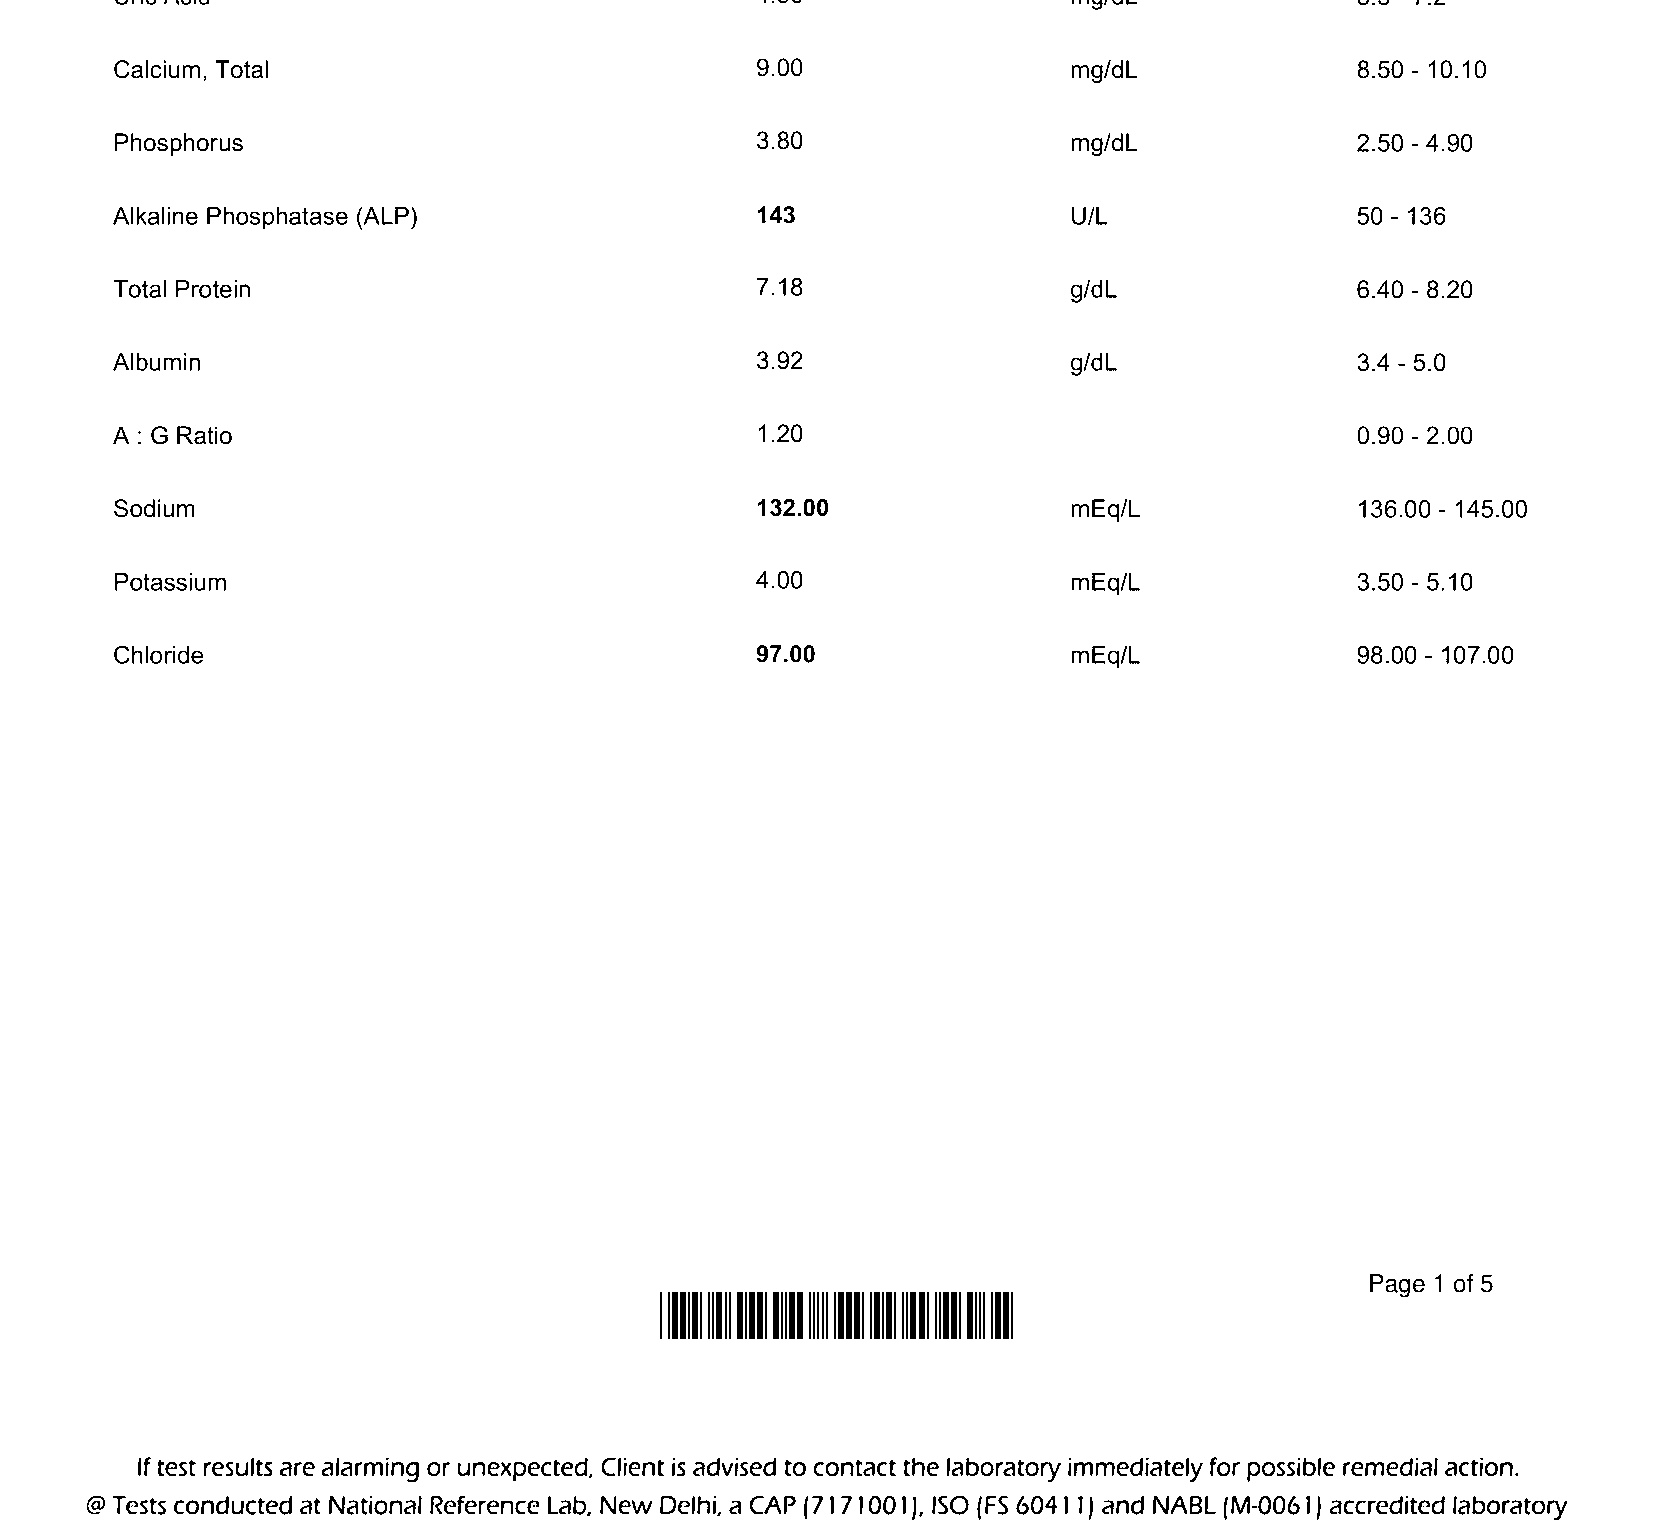 Calcium, Total 9.00 mg/dL 8.50 - 10.10
Phosphorus 3.80 mg/dL 2.50 - 4.90
Alkaline Phosphatase (ALP) 143 U/L 50 - 136
Total Protein 7.18 g/dL 6.40 - 8.20
Albumin 3.92 g/dL 3.4 - 5.0
A : G Ratio 1.20 0.90 - 2.00
Sodium 132.00 mEq/L 136.00 - 145.00
Potassium 4.00 mEq/L 3.50 - 5.10
Chloride 97.00 mEq/L 98.00 - 107.00
Page 1 of 5
If test results are alarming or unexpected, Client is advised to contact the laboratory immediately for possible remedial action.
@ Tests conducted at National Reference Lab, New Delhi, a CAP (7171001), ISO (FS 60411) and NABL (M-0061) accredited laboratory